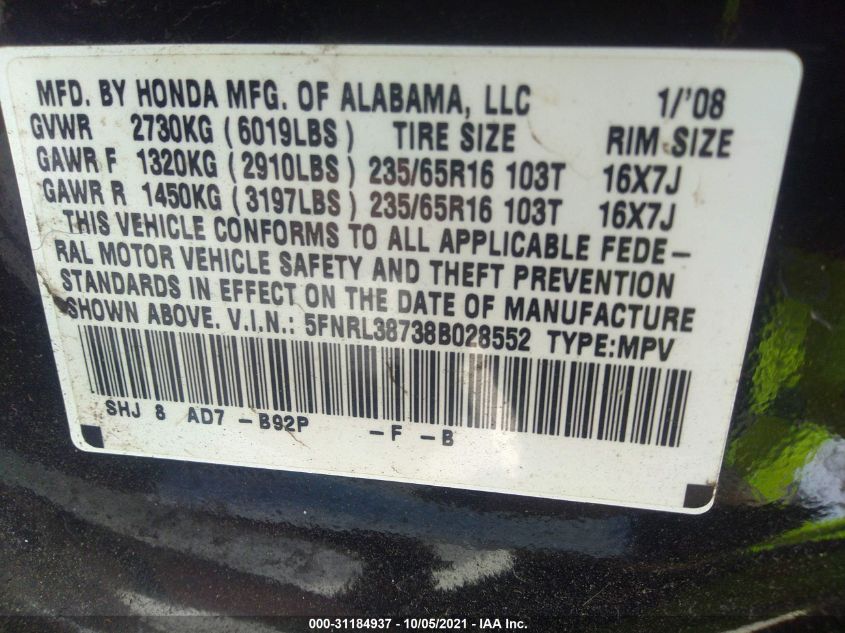 MFD. BY HONDA MFG. OF ALABAMA, LLC 1/'08
GVWR 2730KG (6019LBS) TIRE SIZE RIM SIZE
GAWR F 1320KG (2910LBS) 235/65R16 103T 16X7J
GAWR R 1450KG (3197LBS) 235/65R16 103T 16X7J
THIS VEHICLE CONFORMS TO ALL APPLICABLE FEDE-
RAL MOTOR VEHICLE SAFETY AND THEFT PREVENTION
STANDARDS IN EFFECT ON THE DATE OF MANUFACTURE
SHOWN ABOVE. V.I.N.: 5FNRL38738B028552 TYPE:MPV
SHJ 8 AD7 -B92P -F -B
000-31184937 - 10/05/2021 - IAA Inc.